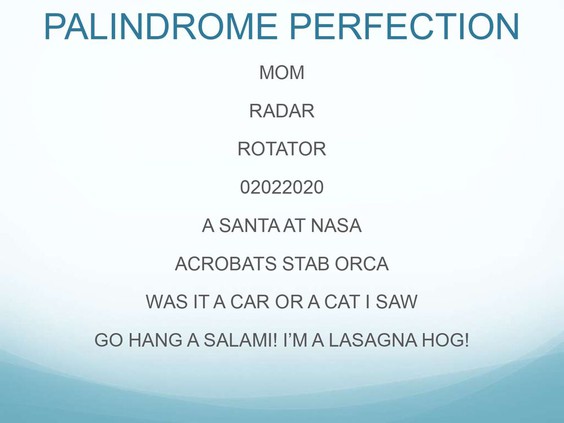 PALINDROME PERFECTION
MOM
RADAR
ROTATOR
02022020
A SANTA AT NASA
ACROBATS STAB ORCA
WAS IT A CAR OR A CAT I SAW
GO HANG A SALAMI! I’M A LASAGNA HOG!